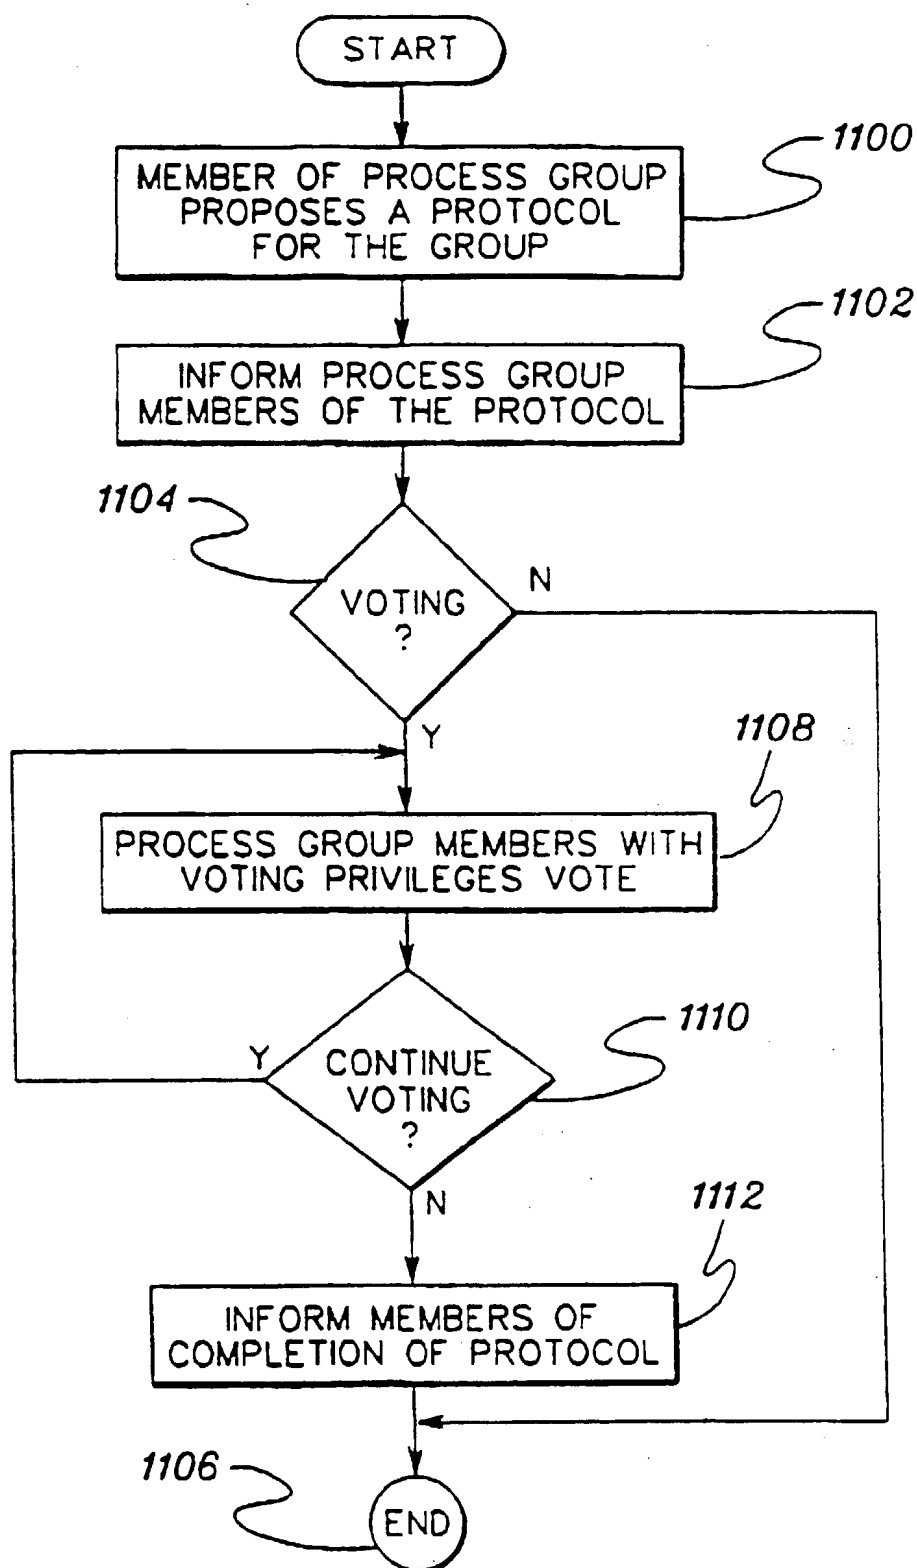 START
1100
MEMBER OF PROCESS GROUP
PROPOSES A PROTOCOL
FOR THE GROUP
1102
INFORM PROCESS GROUP
MEMBERS OF THE PROTOCOL
1104
VOTING
?
N
Y
1108
PROCESS GROUP MEMBERS WITH
VOTING PRIVILEGES VOTE
1110
Y
CONTINUE
VOTING
?
N
1112
INFORM MEMBERS OF
COMPLETION OF PROTOCOL
1106
END